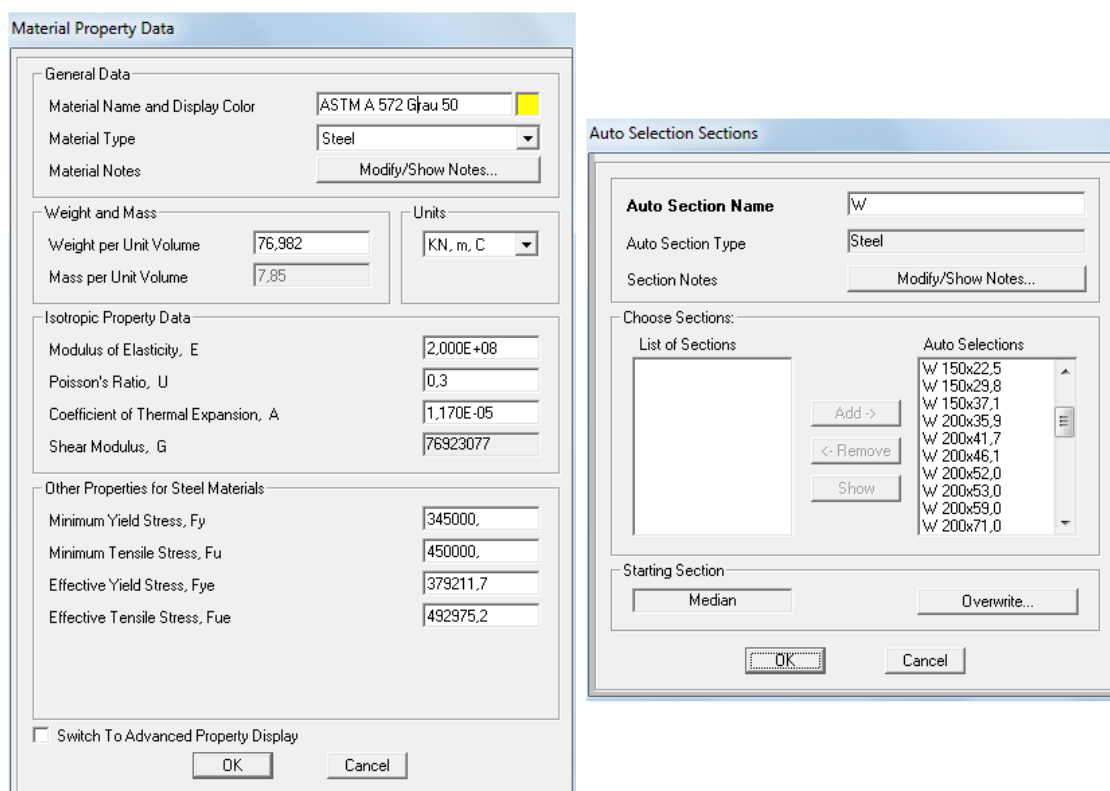 Material Property Data
General Data
Material Name and Display Color ASTM A 572 Grau 50
Material Type Steel
Material Notes Modify/Show Notes...
Weight and Mass
Weight per Unit Volume 76,982
Mass per Unit Volume 7,85
Units
KN, m, C
Isotropic Property Data
Modulus of Elasticity, E 2,000E+08
Poisson's Ratio, U 0,3
Coefficient of Thermal Expansion, A 1,170E-05
Shear Modulus, G 76923077
Other Properties for Steel Materials
Minimum Yield Stress, Fy 345000,
Minimum Tensile Stress, Fu 450000,
Effective Yield Stress, Fye 379211,7
Effective Tensile Stress, Fue 492975,2
Switch To Advanced Property Display
OK Cancel
Auto Selection Sections
Auto Section Name W
Auto Section Type Steel
Section Notes Modify/Show Notes...
Choose Sections:
List of Sections
Add ->
<- Remove
Show
Auto Selections
W 150x22,5
W 150x29,8
W 150x37,1
W 200x35,9
W 200x41,7
W 200x46,1
W 200x52,0
W 200x53,0
W 200x59,0
W 200x71,0
Starting Section
Median Overwrite...
OK Cancel